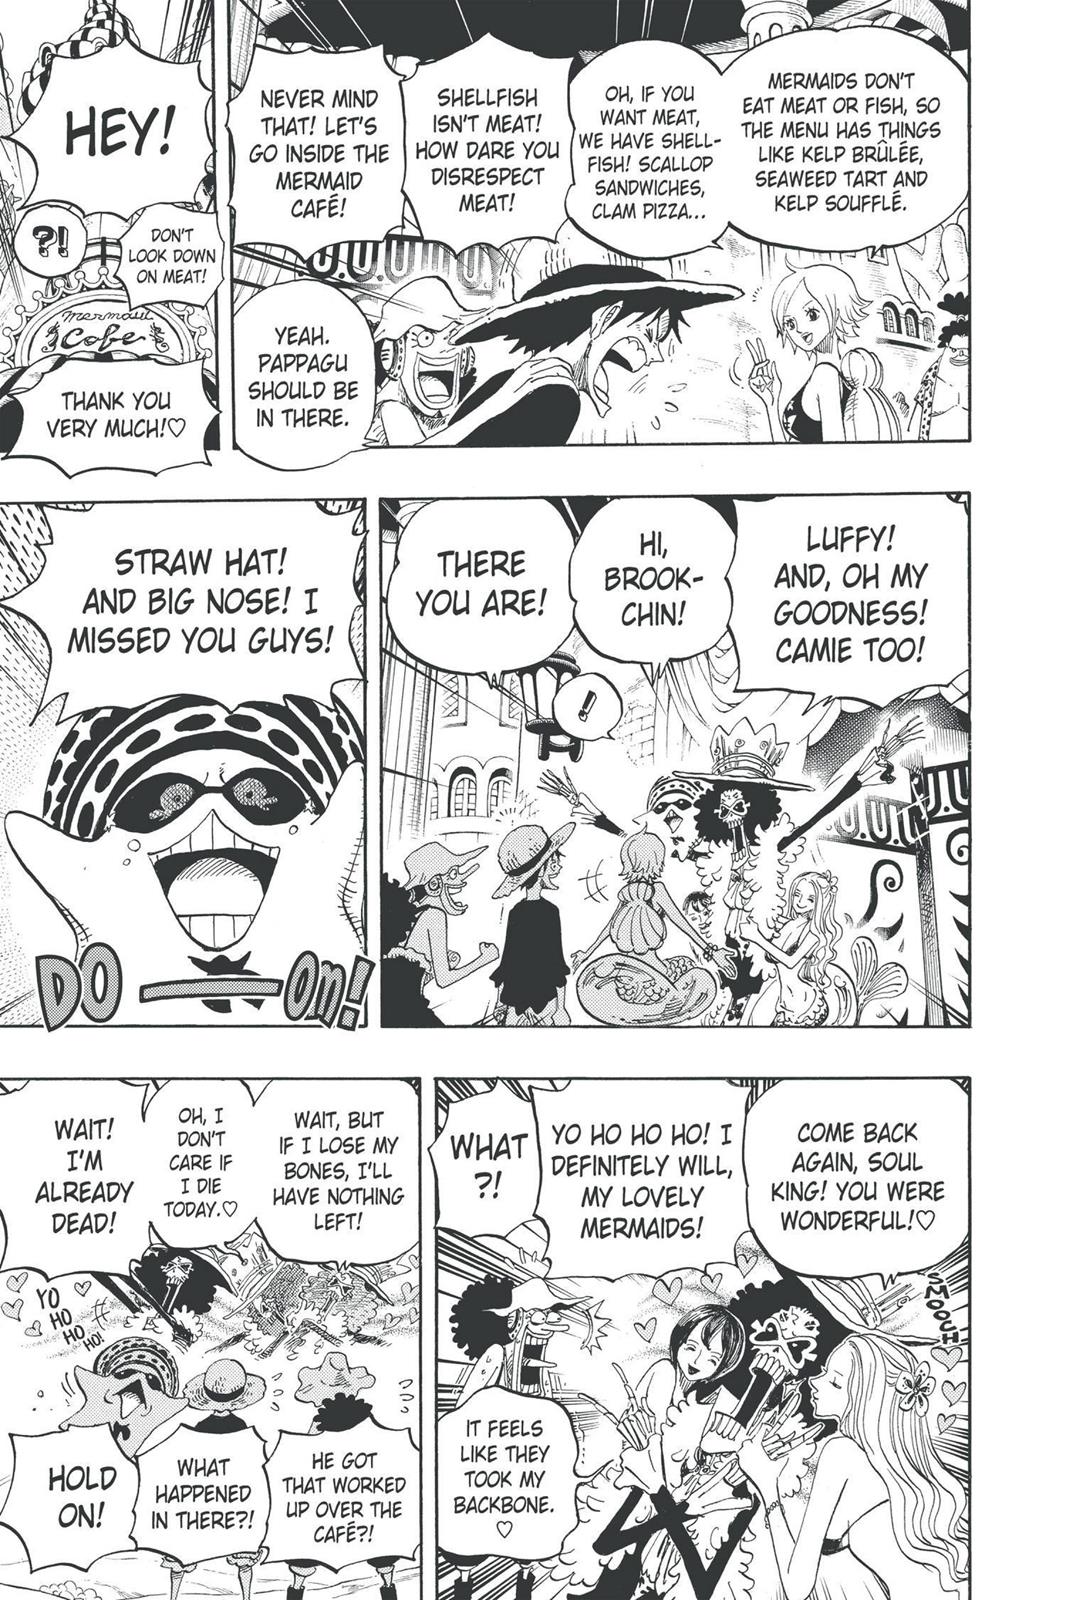 MERMAIDS DON'T
EAT MEAT OR FISH, SO
THE MENU HAS THINGS
LIKE KELP BRÛLÉE,
SEAWEED TART AND
KELP SOUFFLÉ.
OH, IF YOU
WANT MEAT,
WE HAVE SHELL-
FISH! SCALLOP
SANDWICHES,
CLAM PIZZA...
SHELLFISH
ISN'T MEAT!
HOW DARE YOU
DISRESPECT
MEAT!
NEVER MIND
THAT! LET'S
GO INSIDE THE
MERMAID
CAFÉ!
YEAH.
PAPPAGU
SHOULD BE
IN THERE.
HEY!
?!
DON'T
LOOK DOWN
ON MEAT!
mermaid
Cafe
THANK YOU
VERY MUCH!♡
LUFFY!
AND, OH MY
GOODNESS!
CAMIE TOO!
HI,
BROOK-
CHIN!
THERE
YOU ARE!
!
STRAW HAT!
AND BIG NOSE! I
MISSED YOU GUYS!
DO—on!
COME BACK
AGAIN, SOUL
KING! YOU WERE
WONDERFUL!♡
SMOOCH
YO HO HO HO! I
DEFINITELY WILL,
MY LOVELY
MERMAIDS!
WHAT
?!
IT FEELS
LIKE THEY
TOOK MY
BACKBONE.
♡
WAIT, BUT
IF I LOSE MY
BONES, I'LL
HAVE NOTHING
LEFT!
OH, I
DON'T
CARE IF
I DIE
TODAY.♡
WAIT!
I'M
ALREADY
DEAD!
YO
HO
HO
HO!
HE GOT
THAT WORKED
UP OVER THE
CAFÉ?!
WHAT
HAPPENED
IN THERE?!
HOLD
ON!